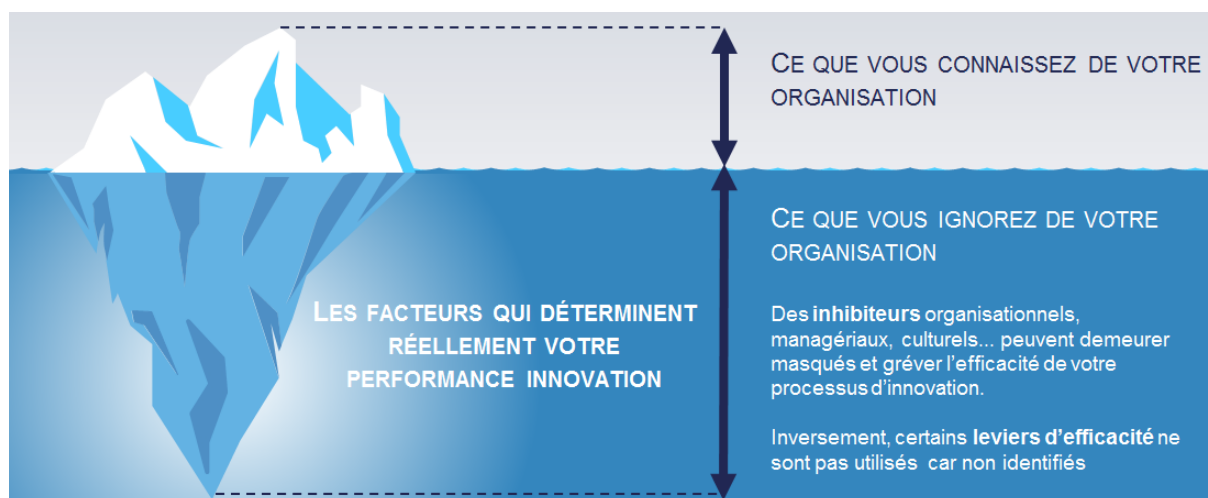 CE QUE VOUS CONNAISSEZ DE VOTRE
ORGANISATION
CE QUE VOUS IGNOREZ DE VOTRE
ORGANISATION
LES FACTEURS QUI DÉTERMINENT
RÉELLEMENT VOTRE
PERFORMANCE INNOVATION
Des inhibiteurs organisationnels,
managériaux, culturels... peuvent demeurer
masqués et gréver l'efficacité de votre
processus d'innovation.
Inversement, certains leviers d'efficacité ne
sont pas utilisés car non identifiés